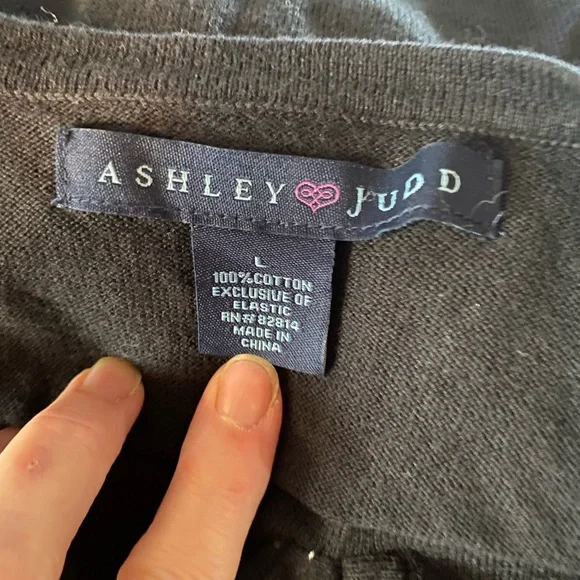 ASHLEY JUDD
L
100% COTTON
EXCLUSIVE OF
ELASTIC
RN# 82814
MADE IN
CHINA